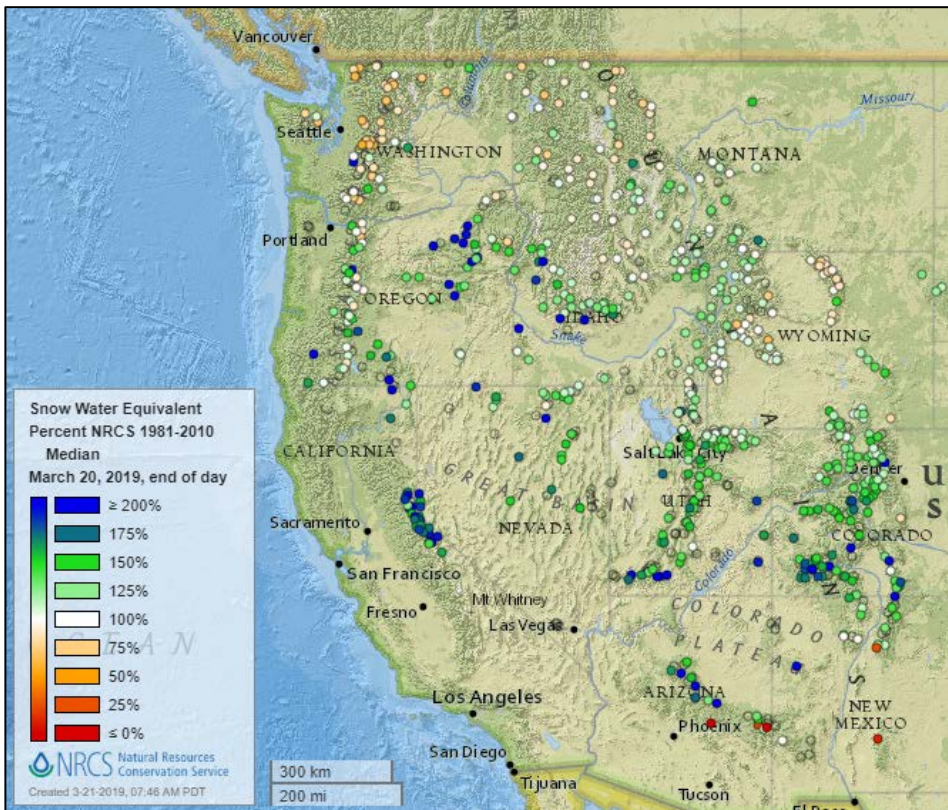 Vancouver
Columbia
Missouri
Seattle
WASHINGTON
MONTANA
Portland
OREGON
IDAHO
WYOMING
Snake
Snow Water Equivalent
Percent NRCS 1981-2010
Median
March 20, 2019, end of day
≥ 200%
175%
150%
125%
100%
75%
50%
25%
≤ 0%
NRCS Natural Resources
Conservation Service
Created 3-21-2019, 07:46 AM PDT
CALIFORNIA
Salt Lake City
Denver
us
GREAT BASIN
UTAH
NEVADA
Sacramento
COLORADO
San Francisco
Colorado
Fresno
Mt Whitney
Las Vegas
COLORADO
PLATEAU
Los Angeles
ARIZONA
Phoenix
NEW
MEXICO
San Diego
Tijuana
Tucson
300 km
200 mi